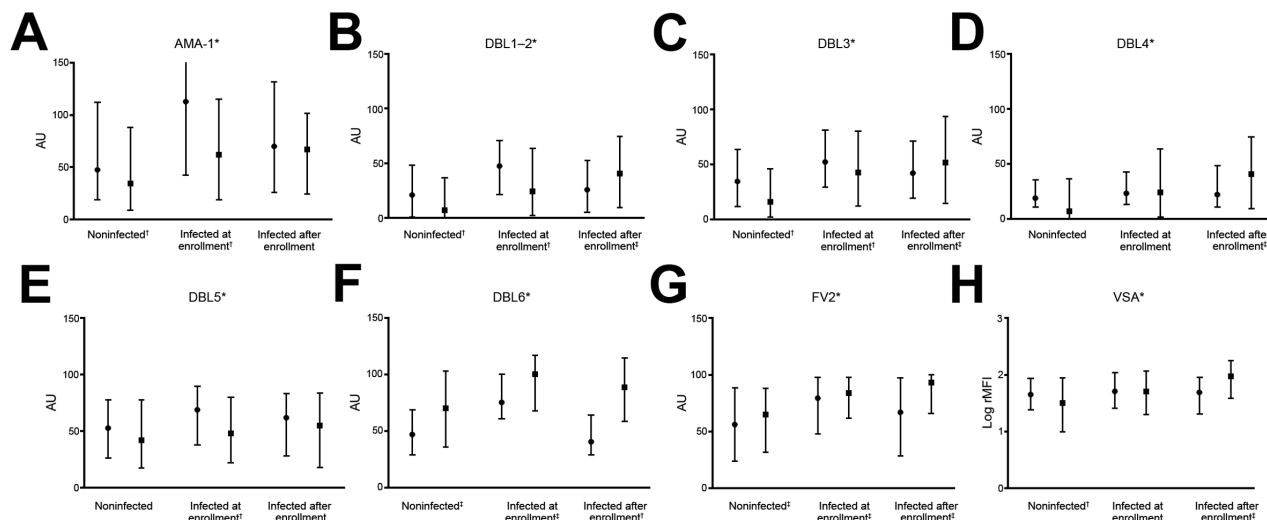 A
AMA-1*
150
100
50
0
AU
Noninfected†
Infected at
enrollment†
Infected after
enrollment
B
DBL1–2*
150
100
50
0
AU
Noninfected†
Infected at
enrollment†
Infected after
enrollment‡
C
DBL3*
150
100
50
0
AU
Noninfected†
Infected at
enrollment†
Infected after
enrollment‡
D
DBL4*
150
100
50
0
AU
Noninfected
Infected at
enrollment
Infected after
enrollment‡
E
DBL5*
150
100
50
0
AU
Noninfected
Infected at
enrollment†
Infected after
enrollment
F
DBL6*
150
100
50
0
AU
Noninfected‡
Infected at
enrollment‡
Infected after
enrollment†
G
FV2*
150
100
50
0
AU
Noninfected‡
Infected at
enrollment‡
Infected after
enrollment‡
H
VSA*
3
2
1
0
Log rMFI
Noninfected†
Infected at
enrollment
Infected after
enrollment‡